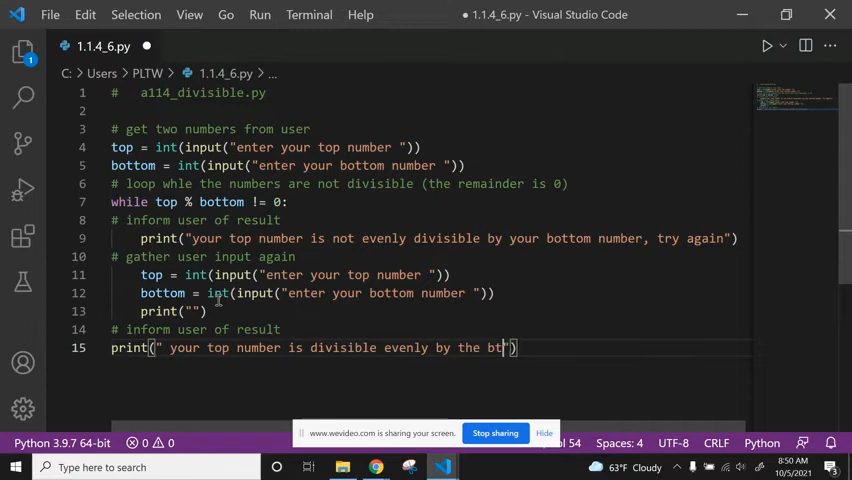 File Edit Selection View Go Run Terminal Help ● 1.1.4_6.py - Visual Studio Code
1.1.4_6.py ●
C: > Users > PLTW > 1.1.4_6.py > ...
1 # a114_divisible.py
2
3 # get two numbers from user
4 top = int(input("enter your top number "))
5 bottom = int(input("enter your bottom number "))
6 # loop whle the numbers are not divisible (the remainder is 0)
7 while top % bottom != 0:
8 # inform user of result
9 print("your top number is not evenly divisible by your bottom number, try again")
10 # gather user input again
11 top = int(input("enter your top number "))
12 bottom = int(input("enter your bottom number "))
13 print("")
14 # inform user of result
15 print(" your top number is divisible evenly by the bt")
1
www.wevideo.com is sharing your screen. Stop sharing Hide
Python 3.9.7 64-bit 0 0 Col 54 Spaces: 4 UTF-8 CRLF Python
Type here to search 63°F Cloudy 8:50 AM
10/5/2021